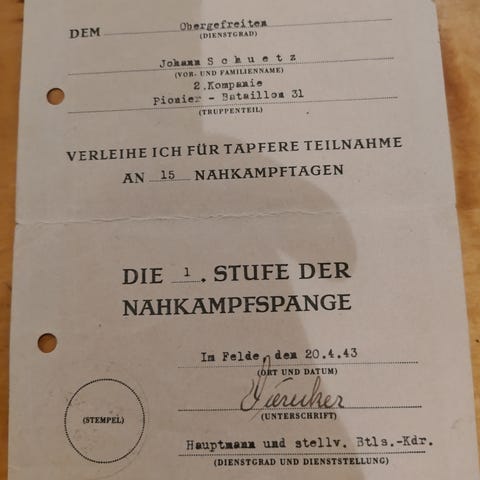 DEM Obergefreiten
(DIENSTGRAD)
Johann Schuetz
(VOR- UND FAMILIENNAME)
2.Kompanie
Pionier - Bataillon 31
(TRUPPENTEIL)
VERLEIHE ICH FÜR TAPFERE TEILNAHME
AN 15 NAHKAMPFTAGEN
DIE 1. STUFE DER
NAHKAMPFSPANGE
Im Felde, den 20.4.43
(ORT UND DATUM)
(UNTERSCHRIFT)
(STEMPEL)
Hauptmann und stellv. Btls.-Kdr.
(DIENSTGRAD UND DIENSTSTELLUNG)